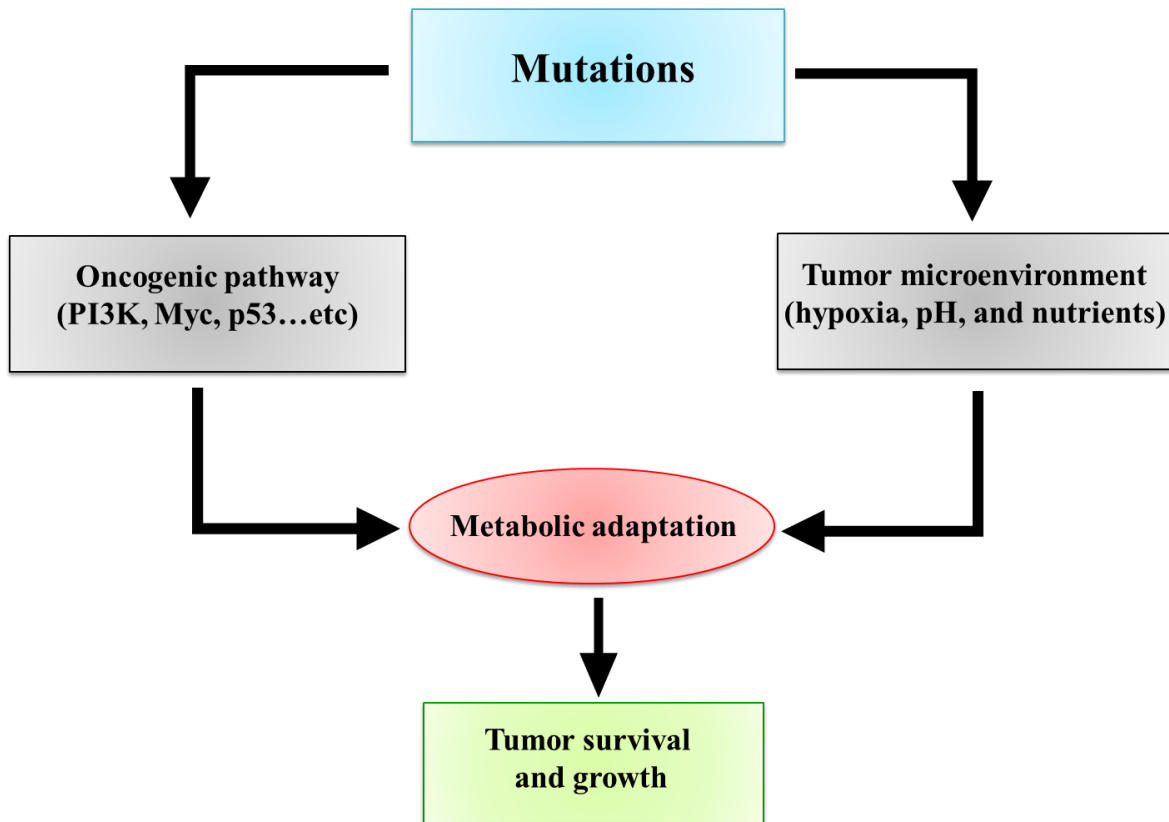 Mutations
Oncogenic pathway
(PI3K, Myc, p53…etc)
Tumor microenvironment
(hypoxia, pH, and nutrients)
Metabolic adaptation
Tumor survival
and growth